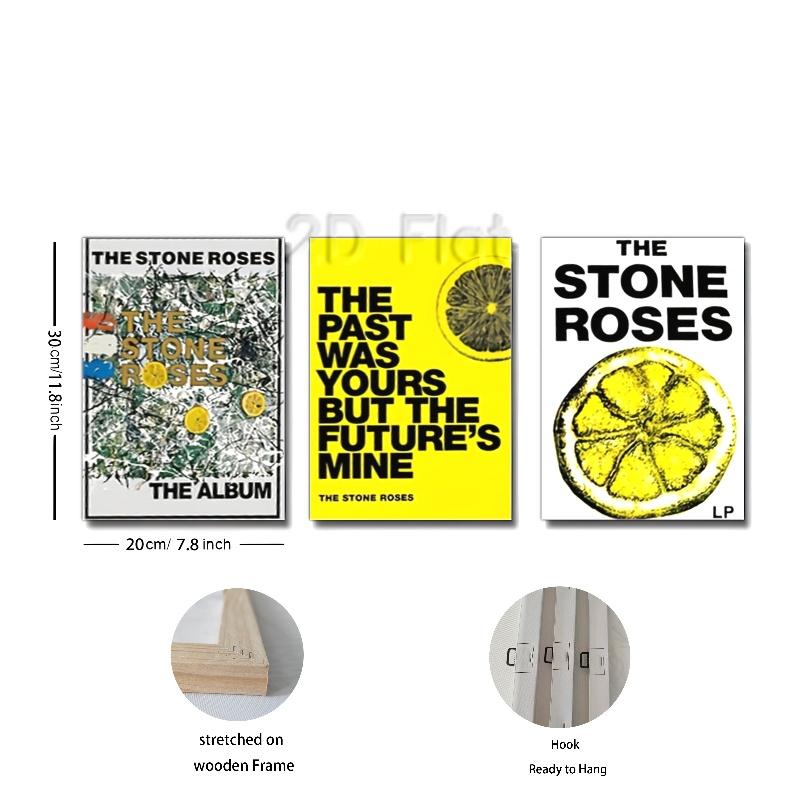 2D Flat
THE STONE ROSES
THE
STONE
ROSES
THE ALBUM
THE
PAST
WAS
YOURS
BUT THE
FUTURE'S
MINE
THE STONE ROSES
THE
STONE
ROSES
LP
30cm/11.8inch
20cm/ 7.8 inch
stretched on
wooden Frame
Hook
Ready to Hang